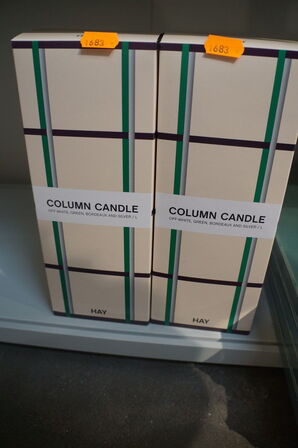 1683
1683
COLUMN CANDLE
OFF-WHITE, GREEN, BORDEAUX AND SILVER / L
COLUMN CANDLE
OFF-WHITE, GREEN, BORDEAUX AND SILVER / L
HAY
HAY